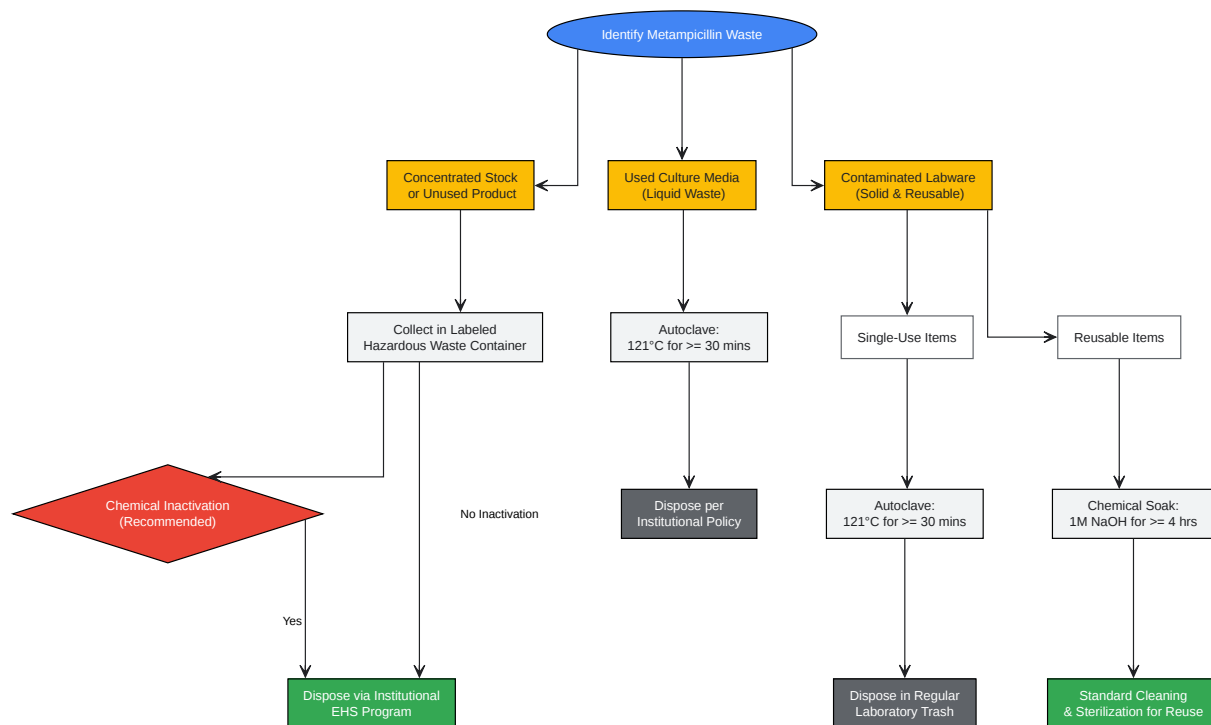 Identify Metampicillin Waste
Concentrated Stock
or Unused Product
Used Culture Media
(Liquid Waste)
Contaminated Labware
(Solid & Reusable)
Collect in Labeled
Hazardous Waste Container
Autoclave:
121°C for >= 30 mins
Single-Use Items
Reusable Items
Chemical Inactivation
(Recommended)
No Inactivation
Dispose per
Institutional Policy
Autoclave:
121°C for >= 30 mins
Chemical Soak:
1M NaOH for >= 4 hrs
Yes
Dispose via Institutional
EHS Program
Dispose in Regular
Laboratory Trash
Standard Cleaning
& Sterilization for Reuse